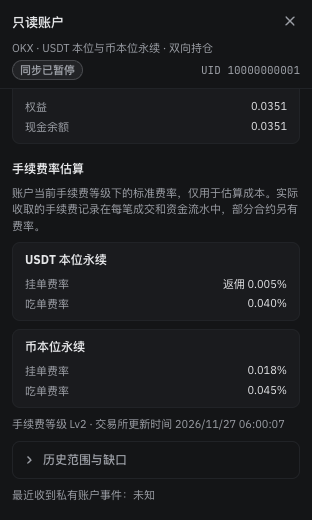 只读账户
OKX · USDT 本位与币本位永续 · 双向持仓
同步已暂停 UID 10000000001
权益 0.0351
现金余额 0.0351
手续费率估算
账户当前手续费等级下的标准费率，仅用于估算成本。实际
收取的手续费记录在每笔成交和资金流水中，部分合约另有
费率。
USDT 本位永续
挂单费率 返佣 0.005%
吃单费率 0.040%
币本位永续
挂单费率 0.018%
吃单费率 0.045%
手续费等级 Lv2 · 交易所更新时间 2026/11/27 06:00:07
历史范围与缺口
最近收到私有账户事件：未知